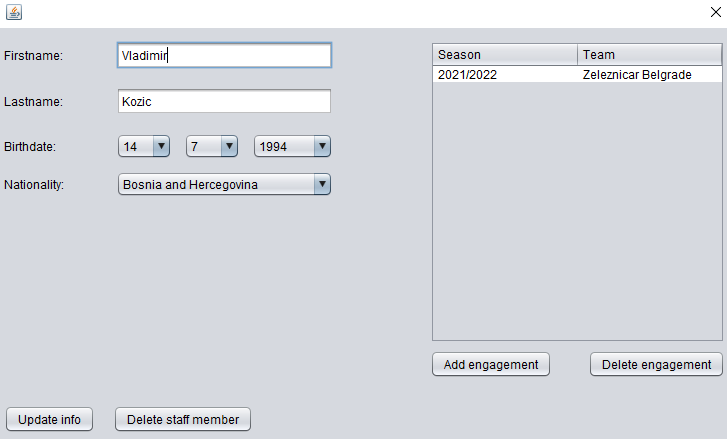 Firstname: Vladimir
Lastname: Kozic
Birthdate: 14 7 1994
Nationality: Bosnia and Hercegovina
Season Team
2021/2022 Zeleznicar Belgrade
Add engagement Delete engagement
Update info Delete staff member